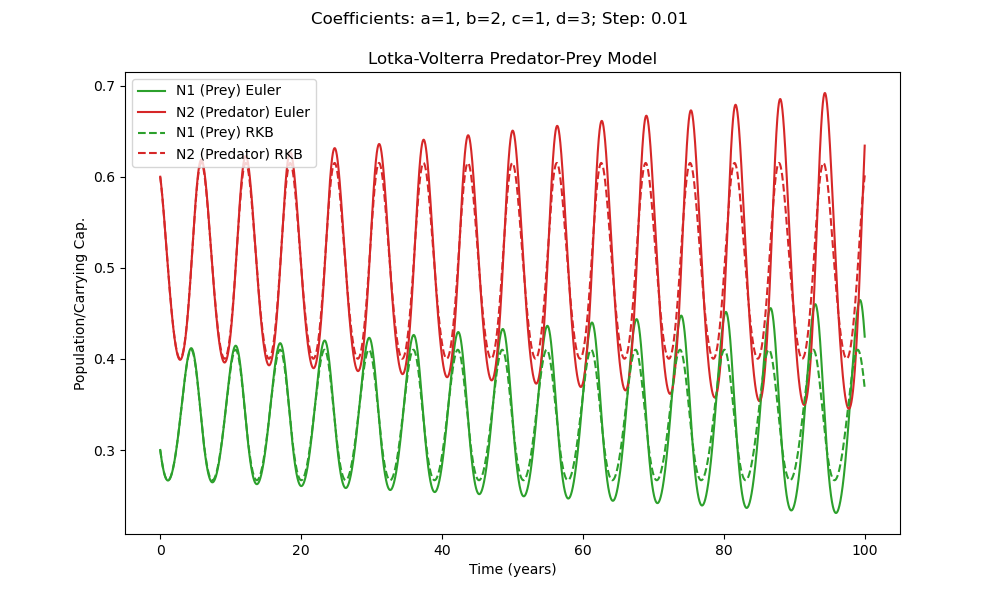 Coefficients: a=1, b=2, c=1, d=3; Step: 0.01
Lotka-Volterra Predator-Prey Model
N1 (Prey) Euler
N2 (Predator) Euler
N1 (Prey) RKB
N2 (Predator) RKB
Population/Carrying Cap.
0.7
0.6
0.5
0.4
0.3
0
20
40
60
80
100
Time (years)